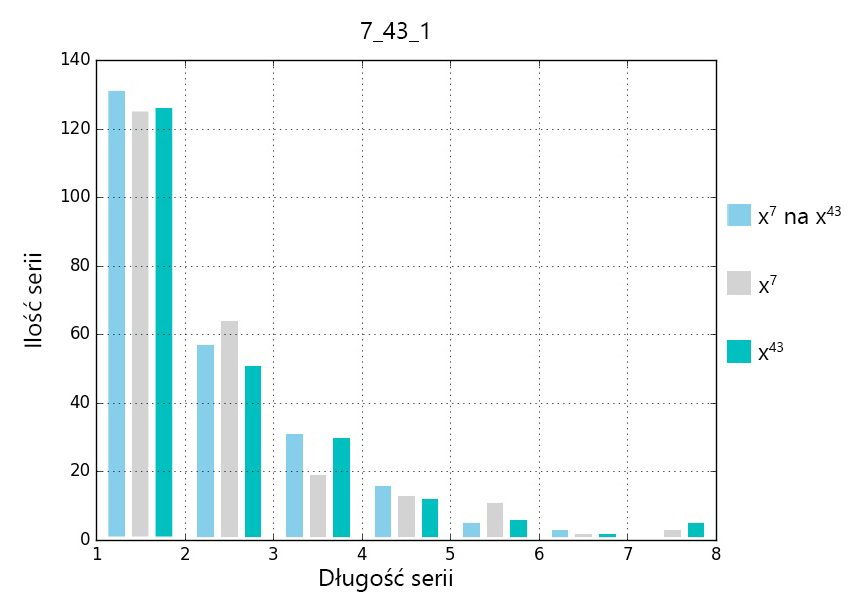 7_43_1
140
120
100
80
60
40
20
0
Ilość serii
1 2 3 4 5 6 7 8
Długość serii
x⁷ na x⁴³
x⁷
x⁴³